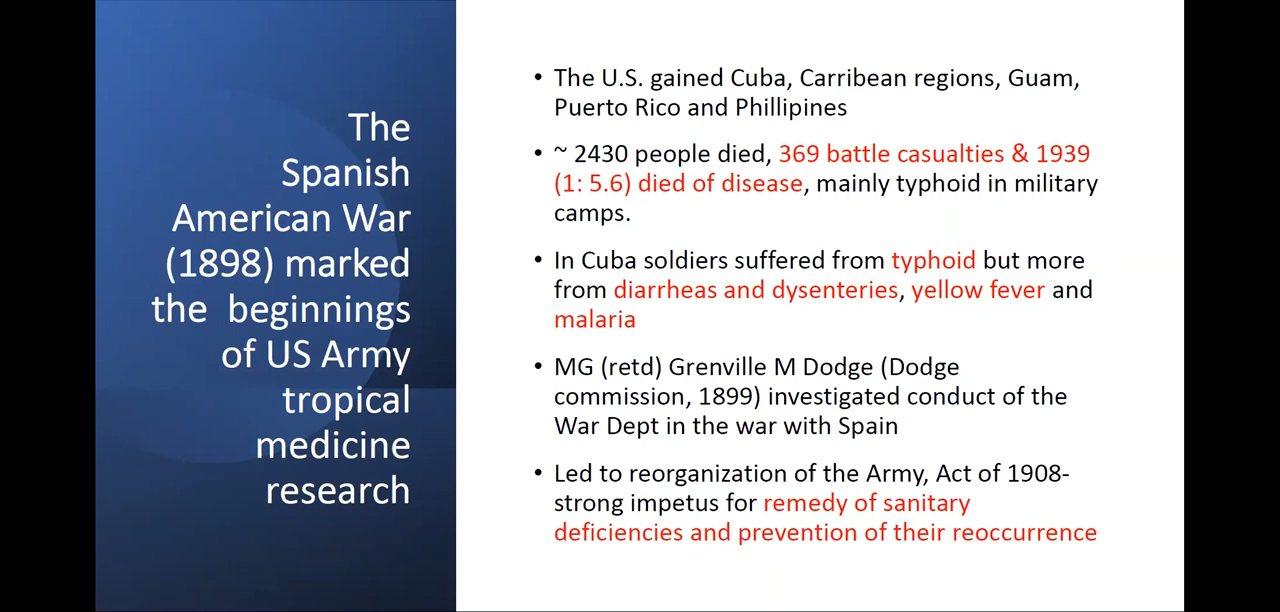 The
Spanish
American War
(1898) marked
the beginnings
of US Army
tropical
medicine
research
• The U.S. gained Cuba, Carribean regions, Guam,
Puerto Rico and Phillipines
• ~ 2430 people died, 369 battle casualties & 1939
(1: 5.6) died of disease, mainly typhoid in military
camps.
• In Cuba soldiers suffered from typhoid but more
from diarrheas and dysenteries, yellow fever and
malaria
• MG (retd) Grenville M Dodge (Dodge
commission, 1899) investigated conduct of the
War Dept in the war with Spain
• Led to reorganization of the Army, Act of 1908-
strong impetus for remedy of sanitary
deficiencies and prevention of their reoccurrence